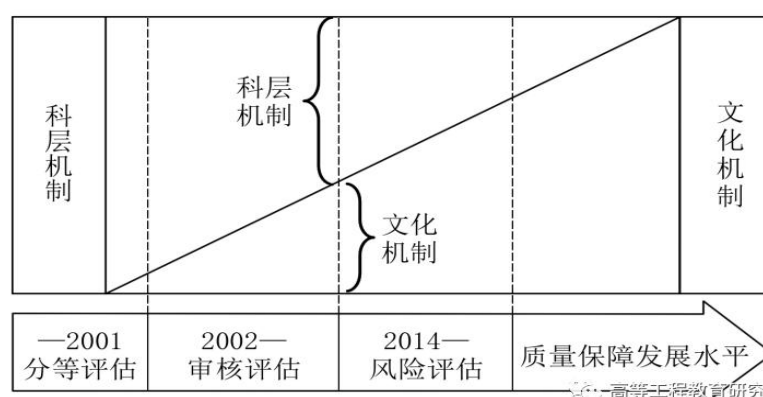 科层机制
科层
机制
文化
机制
文化机制
—2001
分等评估
2002—
审核评估
2014—
风险评估
质量保障发展水平
高等工程教育研究